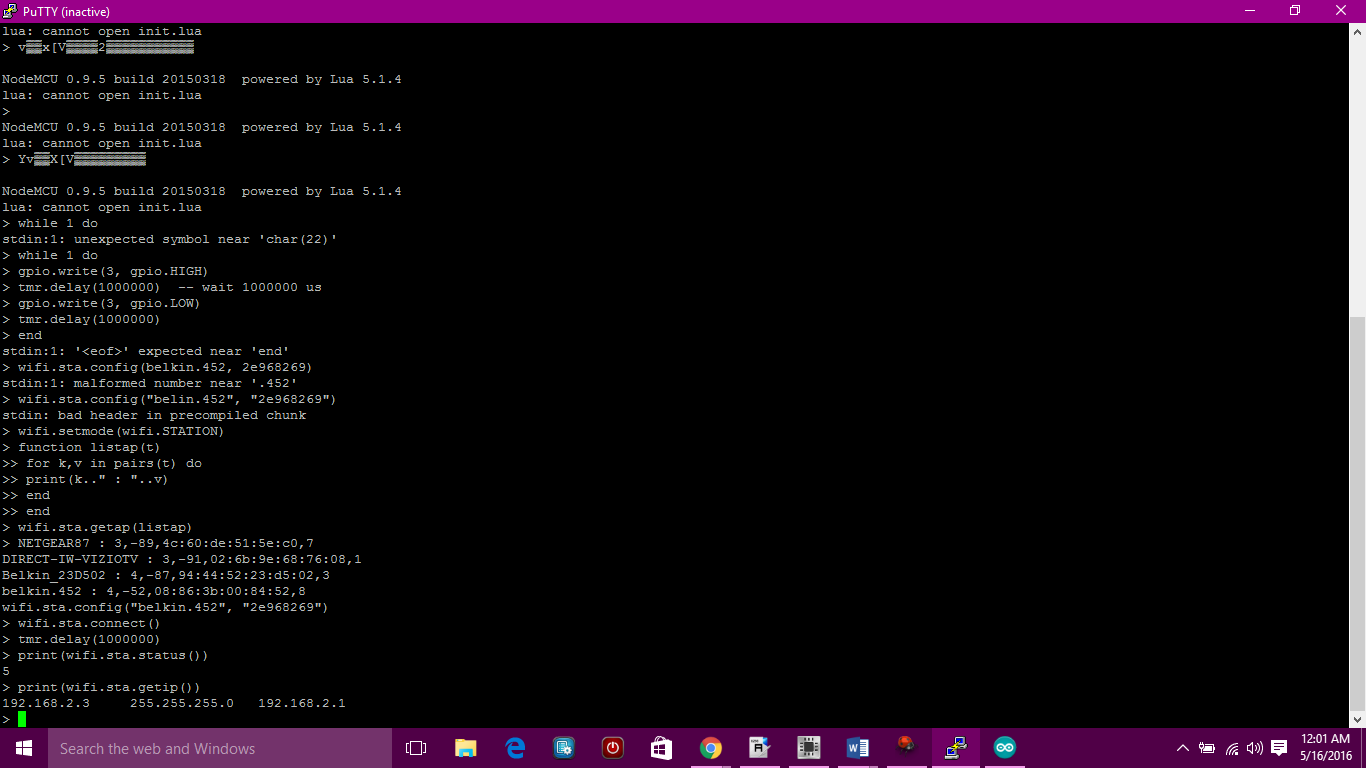 PuTTY (inactive)
lua: cannot open init.lua
> v▒▒x[V▒▒▒▒2▒▒▒▒▒▒▒▒▒▒▒
NodeMCU 0.9.5 build 20150318  powered by Lua 5.1.4
lua: cannot open init.lua
>
NodeMCU 0.9.5 build 20150318  powered by Lua 5.1.4
lua: cannot open init.lua
> Yv▒▒X[V▒▒▒▒▒▒▒▒▒
NodeMCU 0.9.5 build 20150318  powered by Lua 5.1.4
lua: cannot open init.lua
> while 1 do
stdin:1: unexpected symbol near 'char(22)'
> while 1 do
> gpio.write(3, gpio.HIGH)
> tmr.delay(1000000)  -- wait 1000000 us
> gpio.write(3, gpio.LOW)
> tmr.delay(1000000)
> end
stdin:1: '<eof>' expected near 'end'
> wifi.sta.config(belkin.452, 2e968269)
stdin:1: malformed number near '.452'
> wifi.sta.config("belin.452", "2e968269")
stdin: bad header in precompiled chunk
> wifi.setmode(wifi.STATION)
> function listap(t)
>> for k,v in pairs(t) do
>> print(k.." : "..v)
>> end
>> end
> wifi.sta.getap(listap)
> NETGEAR87 : 3,-89,4c:60:de:51:5e:c0,7
DIRECT-IW-VIZIOTV : 3,-91,02:6b:9e:68:76:08,1
Belkin_23D502 : 4,-87,94:44:52:23:d5:02,3
belkin.452 : 4,-52,08:86:3b:00:84:52,8
wifi.sta.config("belkin.452", "2e968269")
> wifi.sta.connect()
> tmr.delay(1000000)
> print(wifi.sta.status())
5
> print(wifi.sta.getip())
192.168.2.3     255.255.255.0   192.168.2.1
>
Search the web and Windows
12:01 AM
5/16/2016